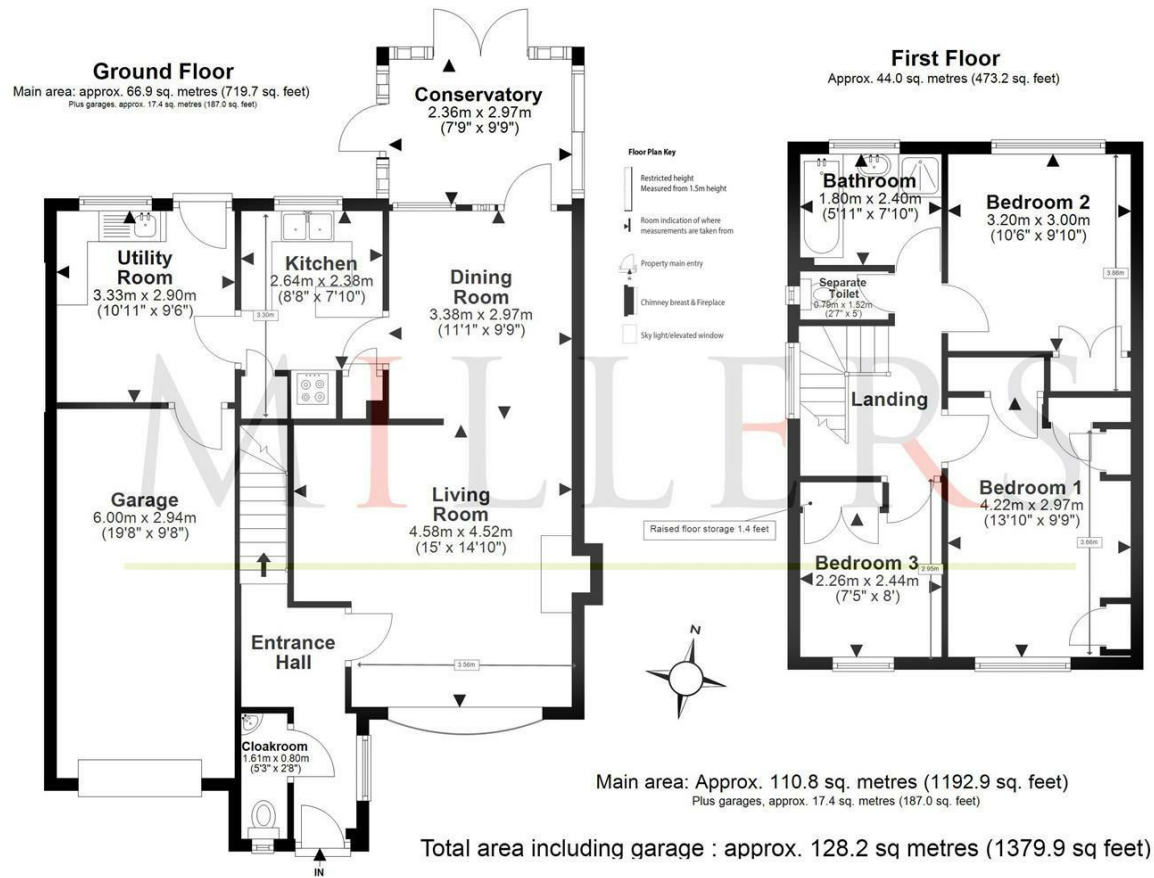 Ground Floor
Main area: approx. 66.9 sq. metres (719.7 sq. feet)
Plus garages, approx. 17.4 sq. metres (187.0 sq. feet)
First Floor
Approx. 44.0 sq. metres (473.2 sq. feet)
Conservatory
2.36m x 2.97m
(7'9" x 9'9")
Floor Plan Key
Restricted height
Measured from 1.5m height
Room indication of where
measurements are taken from
Property main entry
Chimney breast & Fireplace
Sky light/elevated window
Utility
Room
3.33m x 2.90m
(10'11" x 9'6")
Kitchen
2.64m x 2.38m
(8'8" x 7'10")
3.30m
Dining
Room
3.38m x 2.97m
(11'1" x 9'9")
Bathroom
1.80m x 2.40m
(5'11" x 7'10")
Bedroom 2
3.20m x 3.00m
(10'6" x 9'10")
3.86m
Separate
Toilet
0.79m x 1.52m
(2'7" x 5')
Landing
MILLERS
Garage
6.00m x 2.94m
(19'8" x 9'8")
Living
Room
4.58m x 4.52m
(15' x 14'10")
Raised floor storage 1.4 feet
Bedroom 1
4.22m x 2.97m
(13'10" x 9'9")
3.66m
Bedroom 3
2.26m x 2.44m
(7'5" x 8')
2.95m
Entrance
Hall
3.56m
N
Cloakroom
1.61m x 0.80m
(5'3" x 2'8")
IN
Main area: Approx. 110.8 sq. metres (1192.9 sq. feet)
Plus garages, approx. 17.4 sq. metres (187.0 sq. feet)
Total area including garage : approx. 128.2 sq metres (1379.9 sq feet)